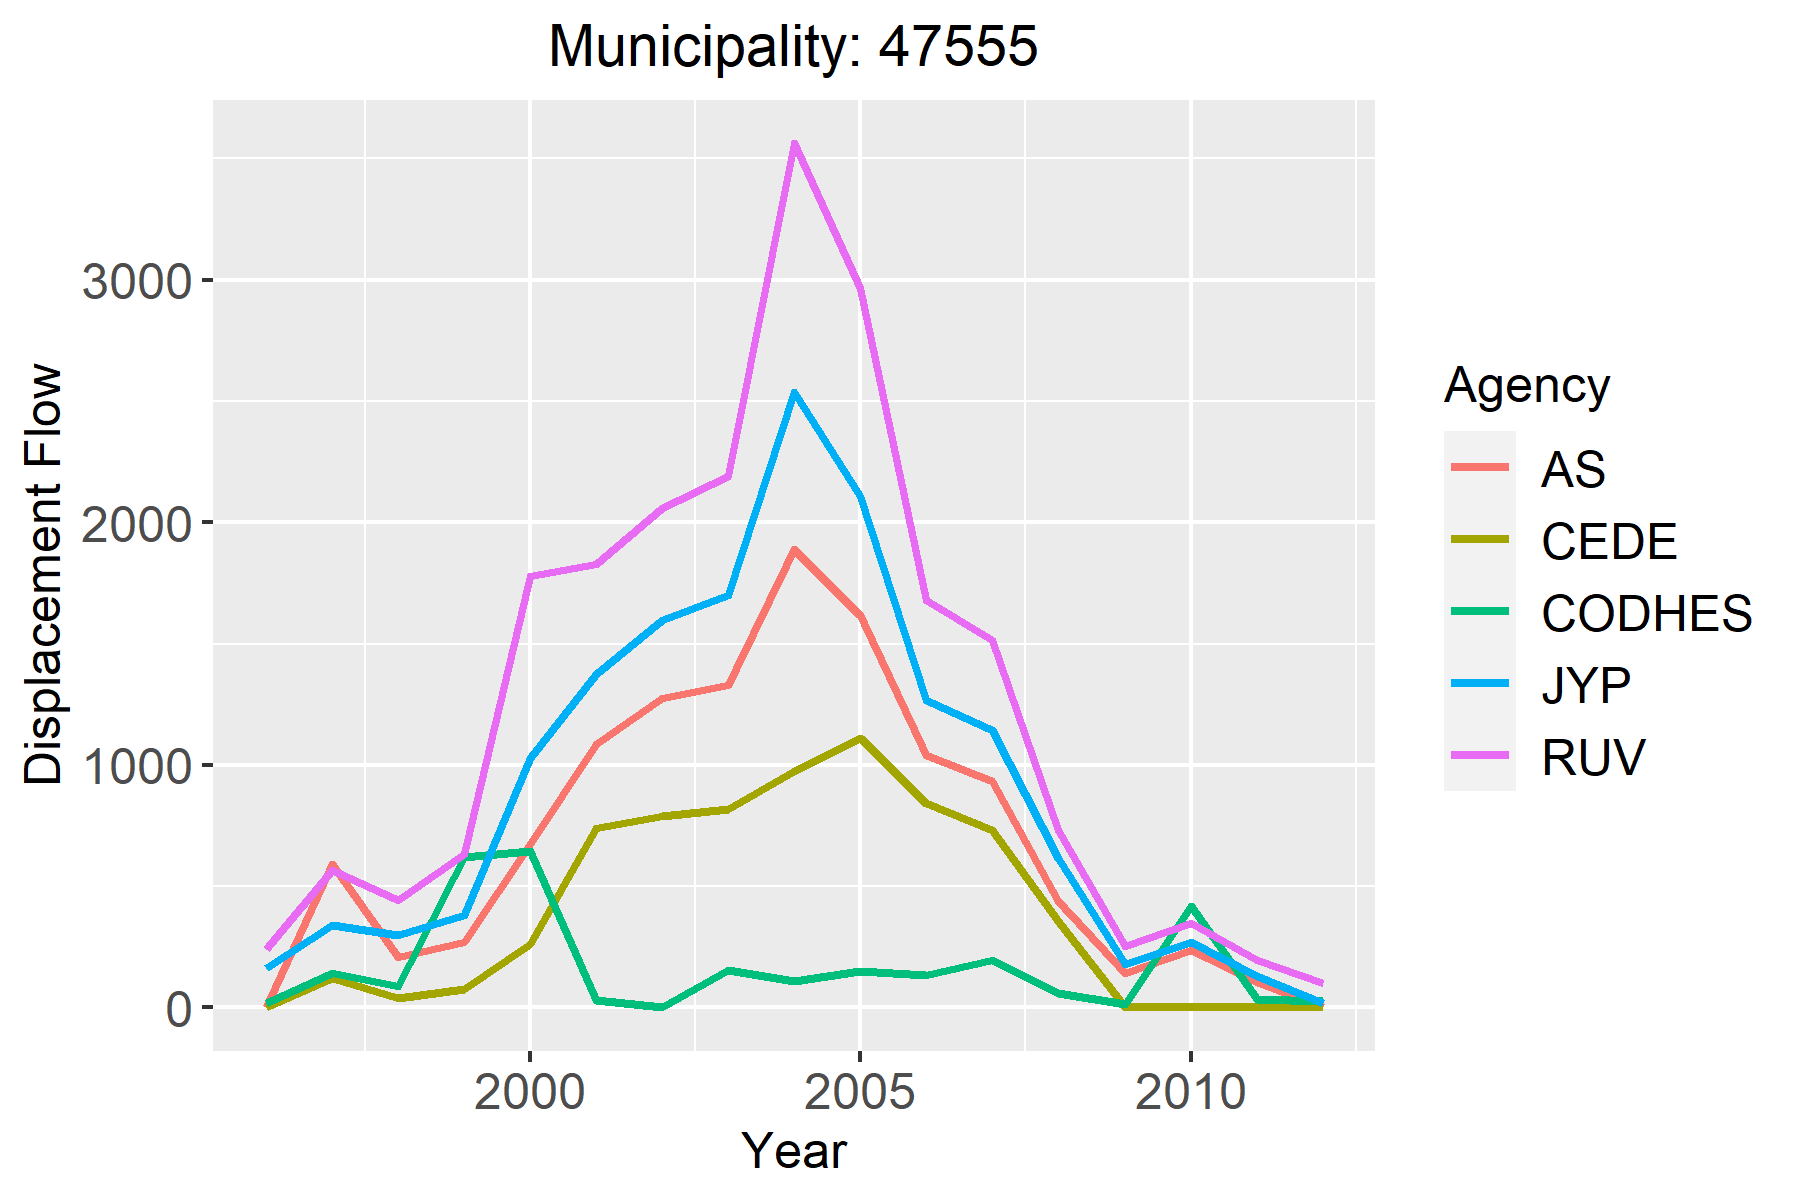 Municipality: 47555
Displacement Flow
3000
2000
1000
0
2000
2005
2010
Year
Agency
AS
CEDE
CODHES
JYP
RUV